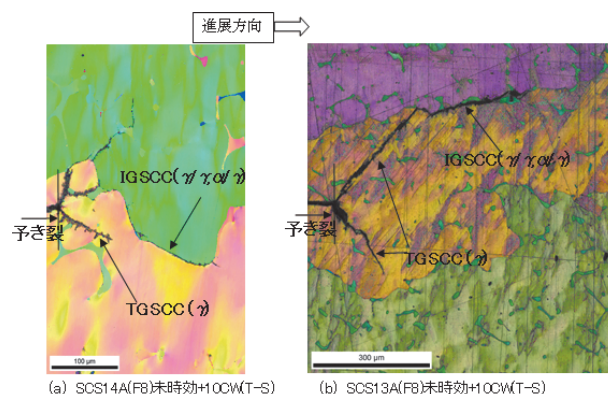 進展方向
IGSCC(γ/γ,α/γ)
予き裂
TGSCC(γ)
100 μm
(a) SCS14A(F8)未時効+10CW(T-S)
IGSCC(γ/γ,α/γ)
予き裂
TGSCC(γ)
300 μm
(b) SCS13A(F8)未時効+10CW(T-S)